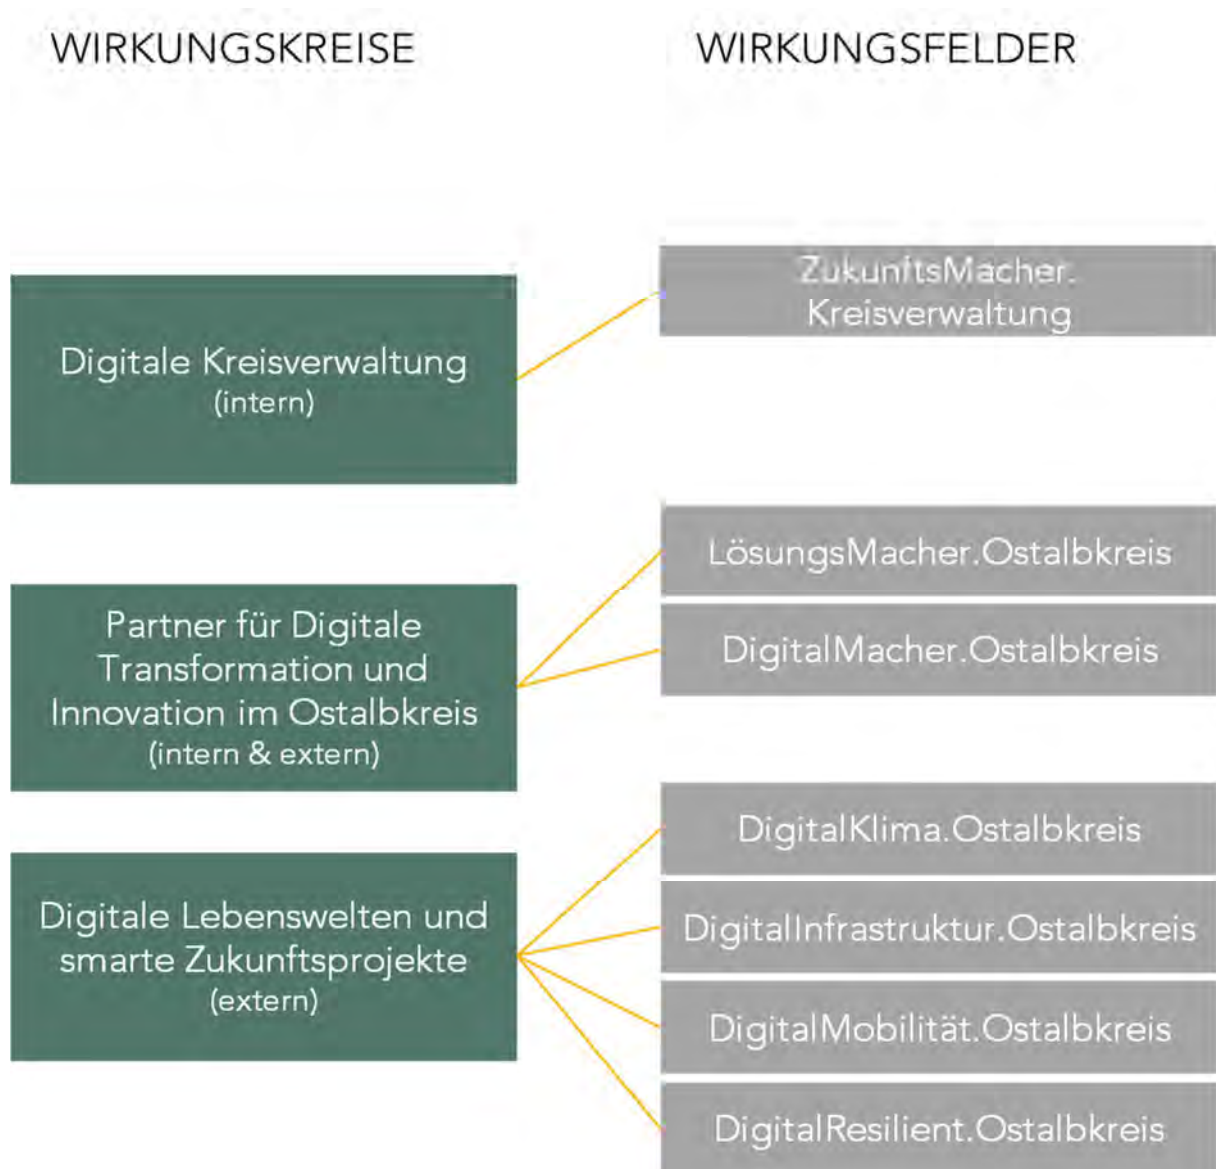 WIRKUNGSKREISE
WIRKUNGSFELDER
Digitale Kreisverwaltung
(intern)
ZukunftsMacher.
Kreisverwaltung
Partner für Digitale
Transformation und
Innovation im Ostalbkreis
(intern & extern)
LösungsMacher.Ostalbkreis
DigitalMacher.Ostalbkreis
Digitale Lebenswelten und
smarte Zukunftsprojekte
(extern)
DigitalKlima.Ostalbkreis
DigitalInfrastruktur.Ostalbkreis
DigitalMobilität.Ostalbkreis
DigitalResilient.Ostalbkreis